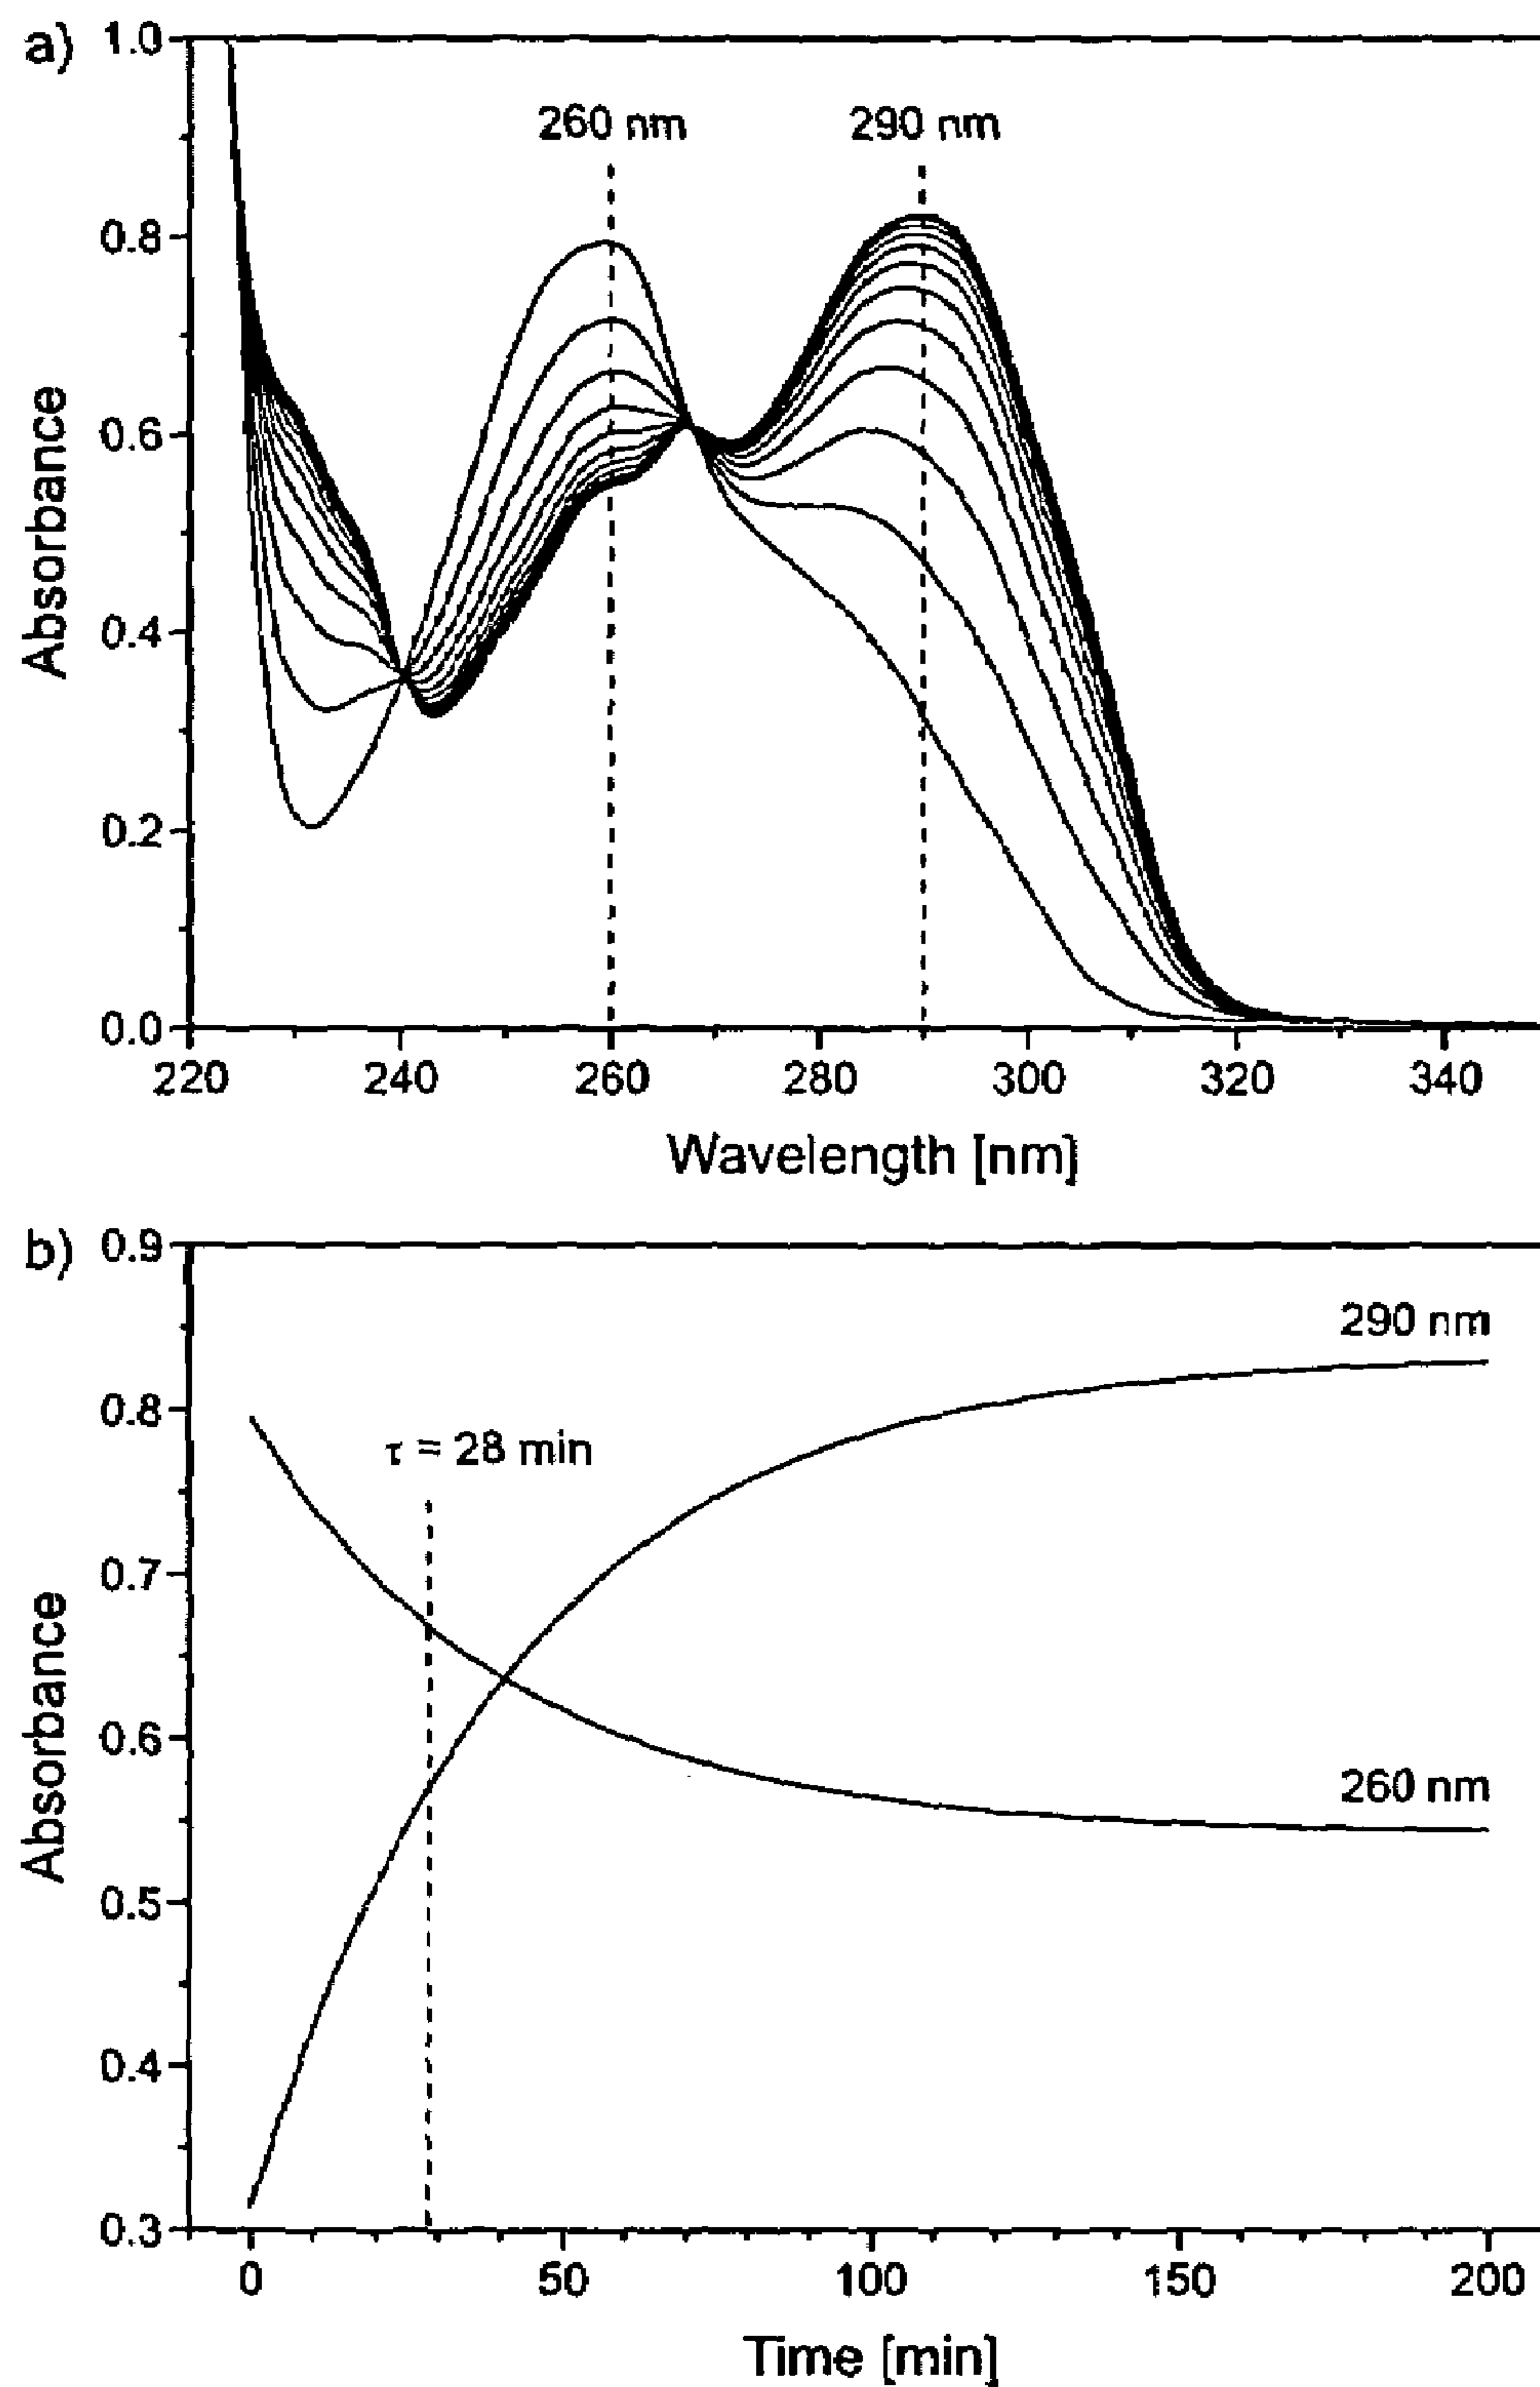 a)
1.0
260 nm
290 nm
0.8
0.6
0.4
0.2
0.0
Absorbance
220 240 260 280 300 320 340
Wavelength [nm]
b)
0.9
290 nm
0.8
τ = 28 min
0.7
0.6
260 nm
0.5
0.4
0.3
Absorbance
0 50 100 150 200
Time [min]